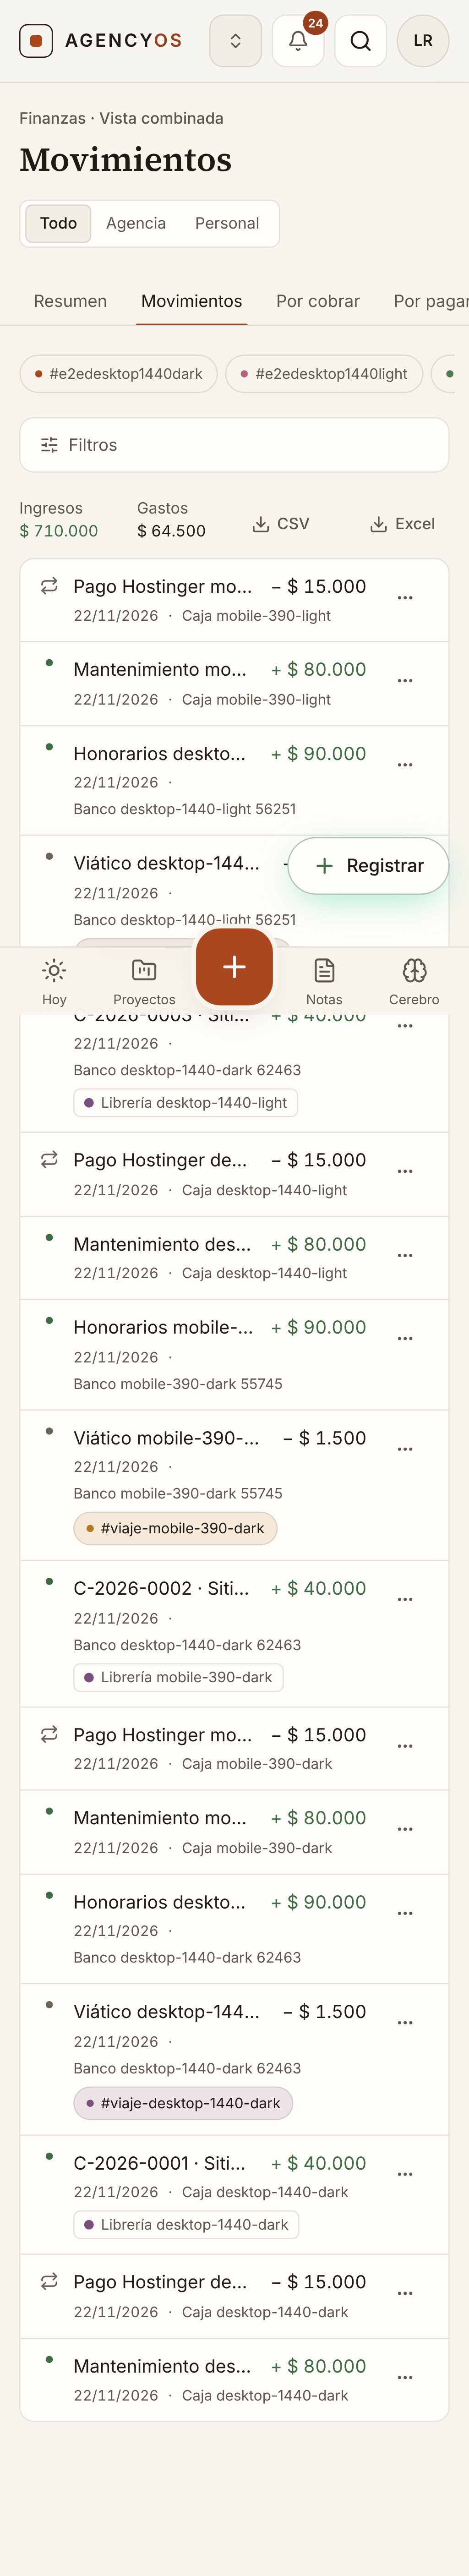 AGENCYOS
24
LR
Finanzas · Vista combinada
Movimientos
Todo Agencia Personal
Resumen Movimientos Por cobrar Por pagar
#e2edesktop1440dark #e2edesktop1440light
Filtros
Ingresos Gastos
$ 710.000 $ 64.500 CSV Excel
Pago Hostinger mo... − $ 15.000
22/11/2026 · Caja mobile-390-light
Mantenimiento mo... + $ 80.000
22/11/2026 · Caja mobile-390-light
Honorarios deskto... + $ 90.000
22/11/2026 ·
Banco desktop-1440-light 56251
Viático desktop-144... -
Registrar
22/11/2026 ·
Banco desktop-1440-light 56251
Hoy Proyectos Notas Cerebro
C-2026-0003 · Siti... + $ 40.000
22/11/2026 ·
Banco desktop-1440-dark 62463
Librería desktop-1440-light
Pago Hostinger de... − $ 15.000
22/11/2026 · Caja desktop-1440-light
Mantenimiento des... + $ 80.000
22/11/2026 · Caja desktop-1440-light
Honorarios mobile-... + $ 90.000
22/11/2026 ·
Banco mobile-390-dark 55745
Viático mobile-390-... − $ 1.500
22/11/2026 ·
Banco mobile-390-dark 55745
#viaje-mobile-390-dark
C-2026-0002 · Siti... + $ 40.000
22/11/2026 ·
Banco desktop-1440-dark 62463
Librería mobile-390-dark
Pago Hostinger mo... − $ 15.000
22/11/2026 · Caja mobile-390-dark
Mantenimiento mo... + $ 80.000
22/11/2026 · Caja mobile-390-dark
Honorarios deskto... + $ 90.000
22/11/2026 ·
Banco desktop-1440-dark 62463
Viático desktop-144... − $ 1.500
22/11/2026 ·
Banco desktop-1440-dark 62463
#viaje-desktop-1440-dark
C-2026-0001 · Siti... + $ 40.000
22/11/2026 · Caja desktop-1440-dark
Librería desktop-1440-dark
Pago Hostinger de... − $ 15.000
22/11/2026 · Caja desktop-1440-dark
Mantenimiento des... + $ 80.000
22/11/2026 · Caja desktop-1440-dark